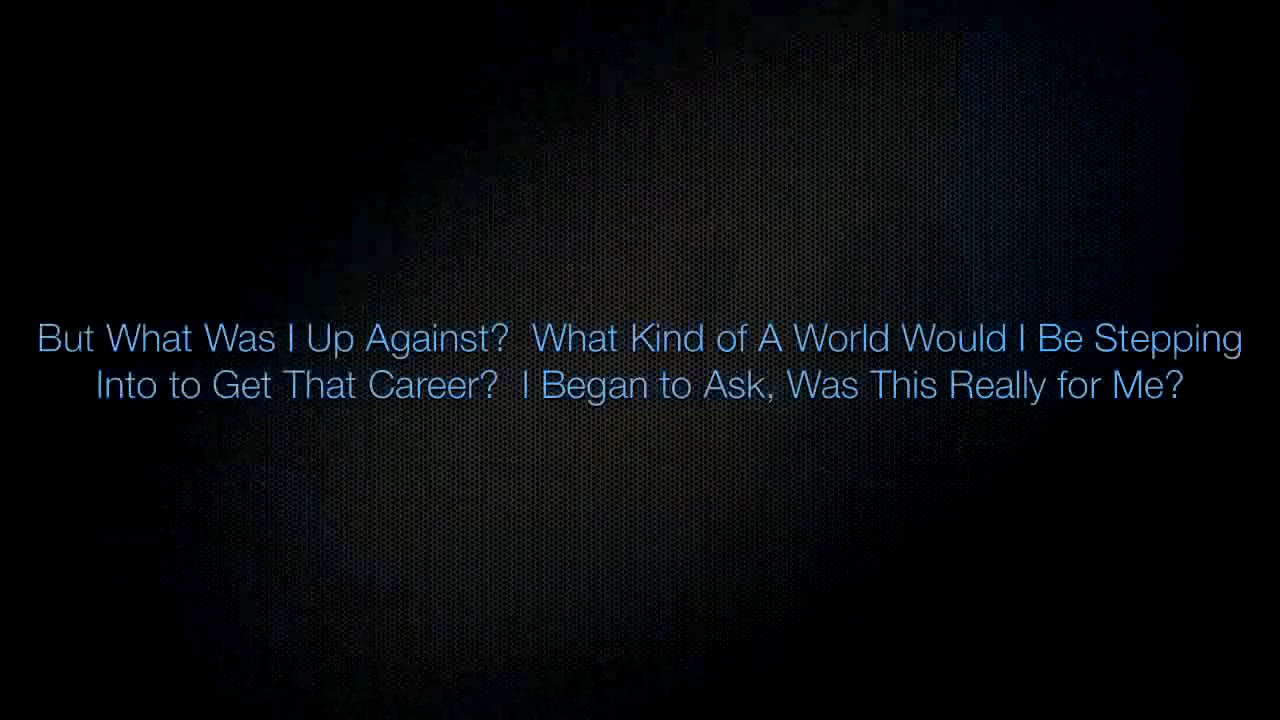 But What Was I Up Against?  What Kind of A World Would I Be Stepping
Into to Get That Career?  I Began to Ask, Was This Really for Me?